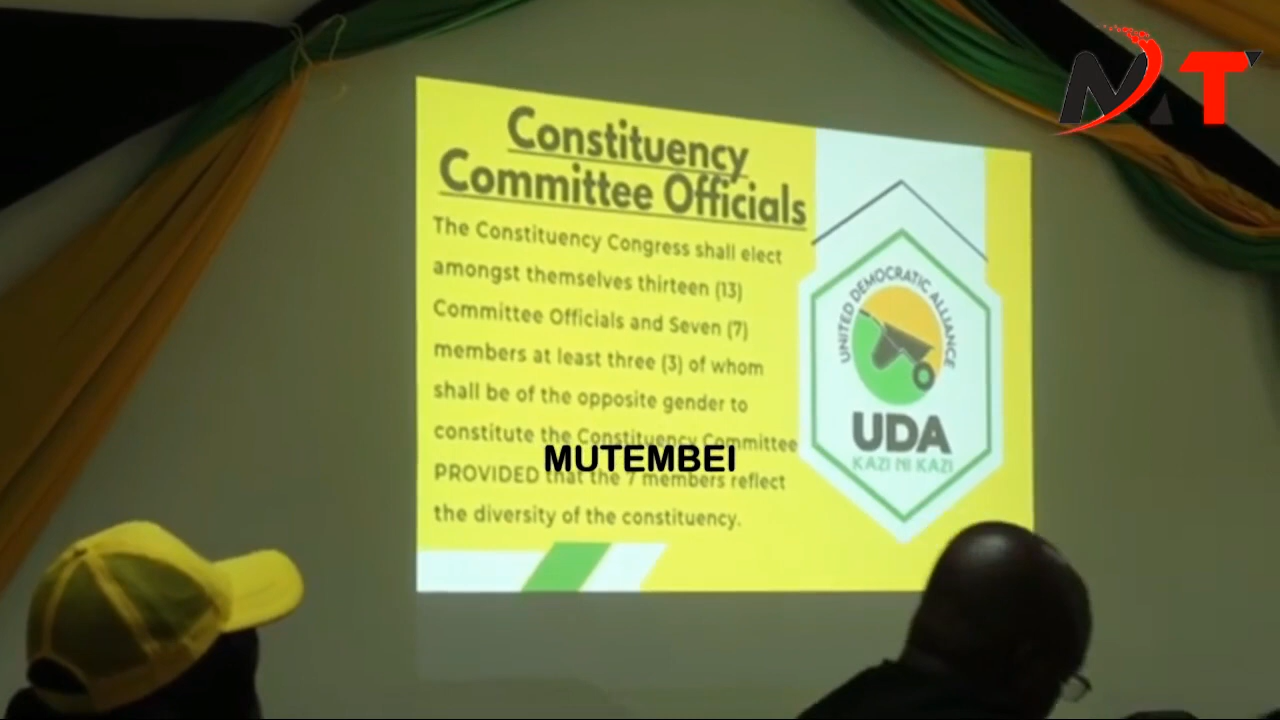 Constituency
Committee Officials
The Constituency Congress shall elect
amongst themselves thirteen (13)
Committee Officials and Seven (7)
members at least three (3) of whom
shall be of the opposite gender to
constitute the Constituency Committee
PROVIDED that the 7 members reflect
the diversity of the constituency.
MUTEMBEI
UNITED DEMOCRATIC ALLIANCE
UDA
KAZI NI KAZI